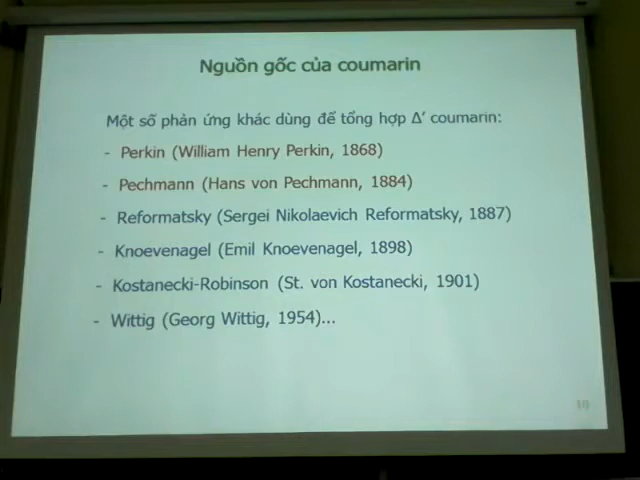 Nguồn gốc của coumarin
Một số phản ứng khác dùng để tổng hợp Δ’ coumarin:
- Perkin (William Henry Perkin, 1868)
- Pechmann (Hans von Pechmann, 1884)
- Reformatsky (Sergei Nikolaevich Reformatsky, 1887)
- Knoevenagel (Emil Knoevenagel, 1898)
- Kostanecki-Robinson (St. von Kostanecki, 1901)
- Wittig (Georg Wittig, 1954)...